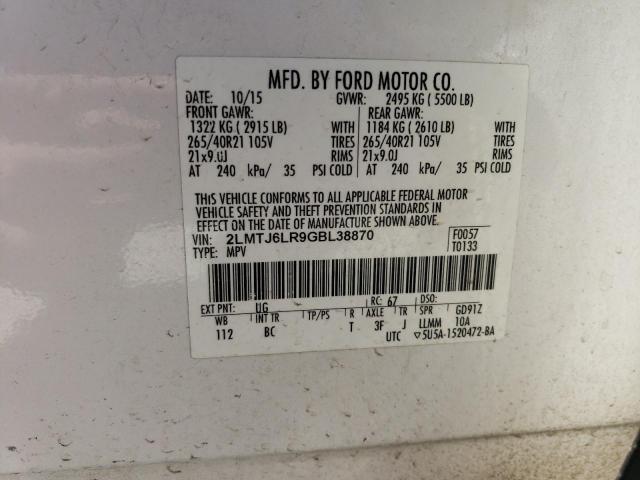 MFD. BY FORD MOTOR CO.
DATE: 10/15 GVWR: 2495 KG ( 5500 LB)
FRONT GAWR: REAR GAWR:
1322 KG ( 2915 LB) WITH 1184 KG ( 2610 LB) WITH
265/40R21 105V TIRES 265/40R21 105V TIRES
21x9.0J RIMS 21x9.0J RIMS
AT 240 kPa/ 35 PSI COLD AT 240 kPa/ 35 PSI COLD
THIS VEHICLE CONFORMS TO ALL APPLICABLE FEDERAL MOTOR
VEHICLE SAFETY AND THEFT PREVENTION STANDARDS IN
EFFECT ON THE DATE OF MANUFACTURE SHOWN ABOVE.
VIN: 2LMTJ6LR9GBL38870 F0057
TYPE: MPV T0133
EXT PNT: UG RC: 67 DSO:
WB INT TR TP/PS R AXLE TR SPR GD91Z
112 BC T 3F J LLMM 10A
UTC ▽5U5A-1520472-BA